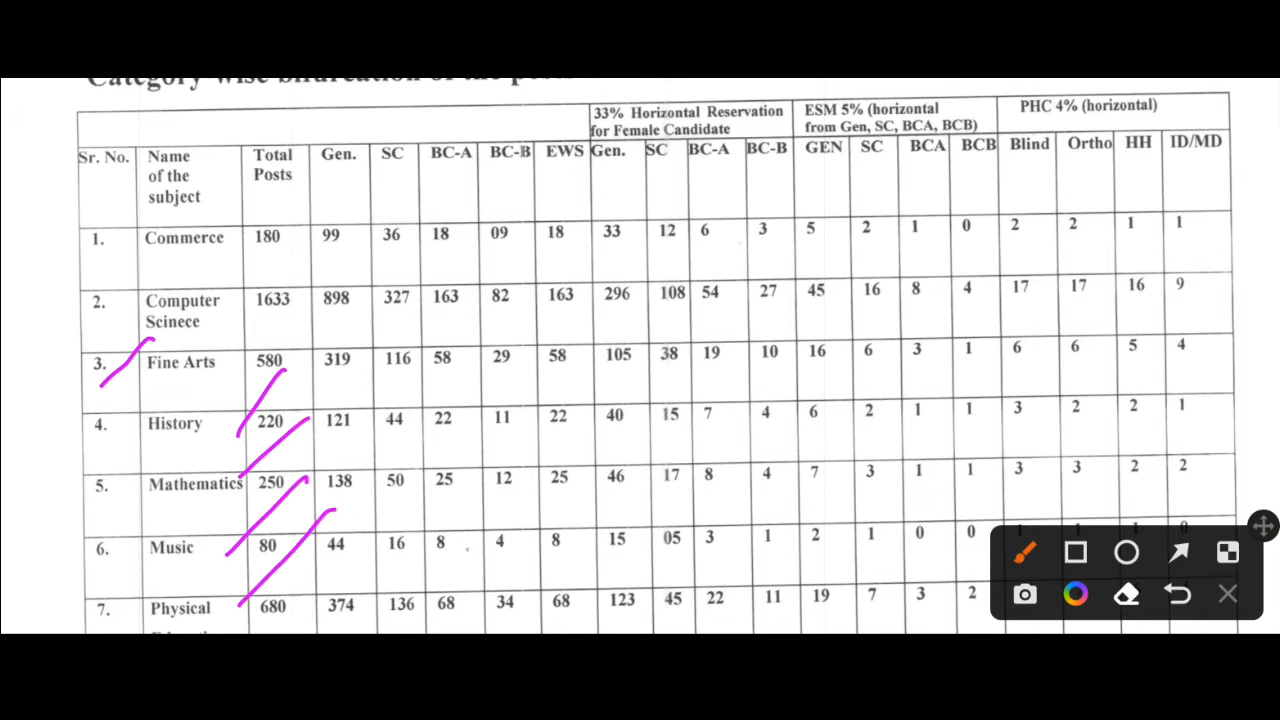 Category wise bifurcation of the posts
33% Horizontal Reservation for Female Candidate ESM 5% (horizontal from Gen, SC, BCA, BCB) PHC 4% (horizontal)
Sr. No. Name of the subject Total Posts Gen. SC BC-A BC-B EWS Gen. SC BC-A BC-B GEN SC BCA BCB Blind Ortho HH ID/MD
1. Commerce 180 99 36 18 09 18 33 12 6 3 5 2 1 0 2 2 1 1
2. Computer Scinece 1633 898 327 163 82 163 296 108 54 27 45 16 8 4 17 17 16 9
3. Fine Arts 580 319 116 58 29 58 105 38 19 10 16 6 3 1 6 6 5 4
4. History 220 121 44 22 11 22 40 15 7 4 6 2 1 1 3 2 2 1
5. Mathematics 250 138 50 25 12 25 46 17 8 4 7 3 1 1 3 3 2 2
6. Music 80 44 16 8 4 8 15 05 3 1 2 1 0 0
7. Physical 680 374 136 68 34 68 123 45 22 11 19 7 3 2